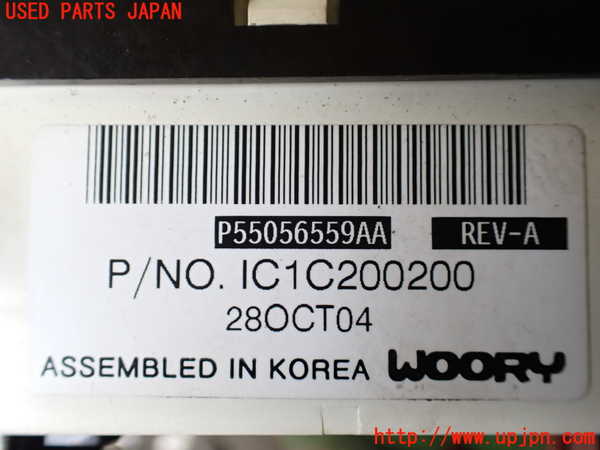 USED PARTS JAPAN
P55056559AA REV-A
P/NO. IC1C200200
28OCT04
ASSEMBLED IN KOREA WOORY
http://www.upjpn.com/